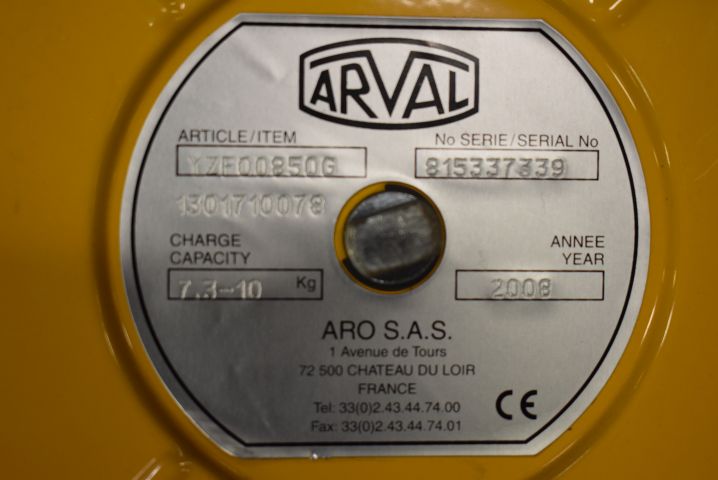 ARVAL
ARTICLE/ITEM
No SERIE/SERIAL No
YZF00850G
815337339
1301710078
CHARGE
CAPACITY
ANNEE
YEAR
7.3-10 Kg
2008
ARO S.A.S.
1 Avenue de Tours
72 500 CHATEAU DU LOIR
FRANCE
Tel: 33(0)2.43.44.74.00
Fax: 33(0)2.43.44.74.01
CE